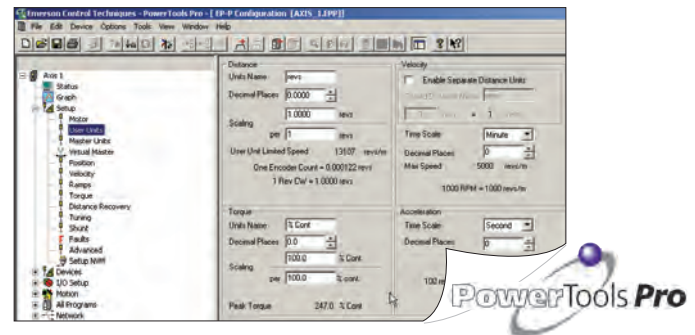 Emerson Control Techniques - PowerTools Pro - [ EP-P Configuration [AXIS_1.EPP]]
File Edit Device Options Tools View Window Help
Axis 1
Status
Graph
Setup
Motor
User Units
Master Units
Virtual Master
Position
Velocity
Ramps
Torque
Distance Recovery
Tuning
Shunt
Faults
Advanced
Setup NVM
Devices
I/O Setup
Motion
All Programs
Network
Distance
Units Name revs
Decimal Places 0.0000
Scaling
1.0000 revs
per 1 revs
User Unit Limited Speed 13107 revs/m
One Encoder Count = 0.000122 revs
1 Rev CW = 1.0000 revs
Torque
Units Name % Cont
Decimal Places 0.0
Scaling
100.0 % Cont
per 100.0 % cont.
Peak Torque 247.0 % Cont
Velocity
Enable Separate Distance Units
= 1
Time Scale Minute
Decimal Places 0
Max Speed 5000 revs/m
1000 RPM = 1000 revs/m
Acceleration
Time Scale Second
Decimal Places 0
PowerTools Pro